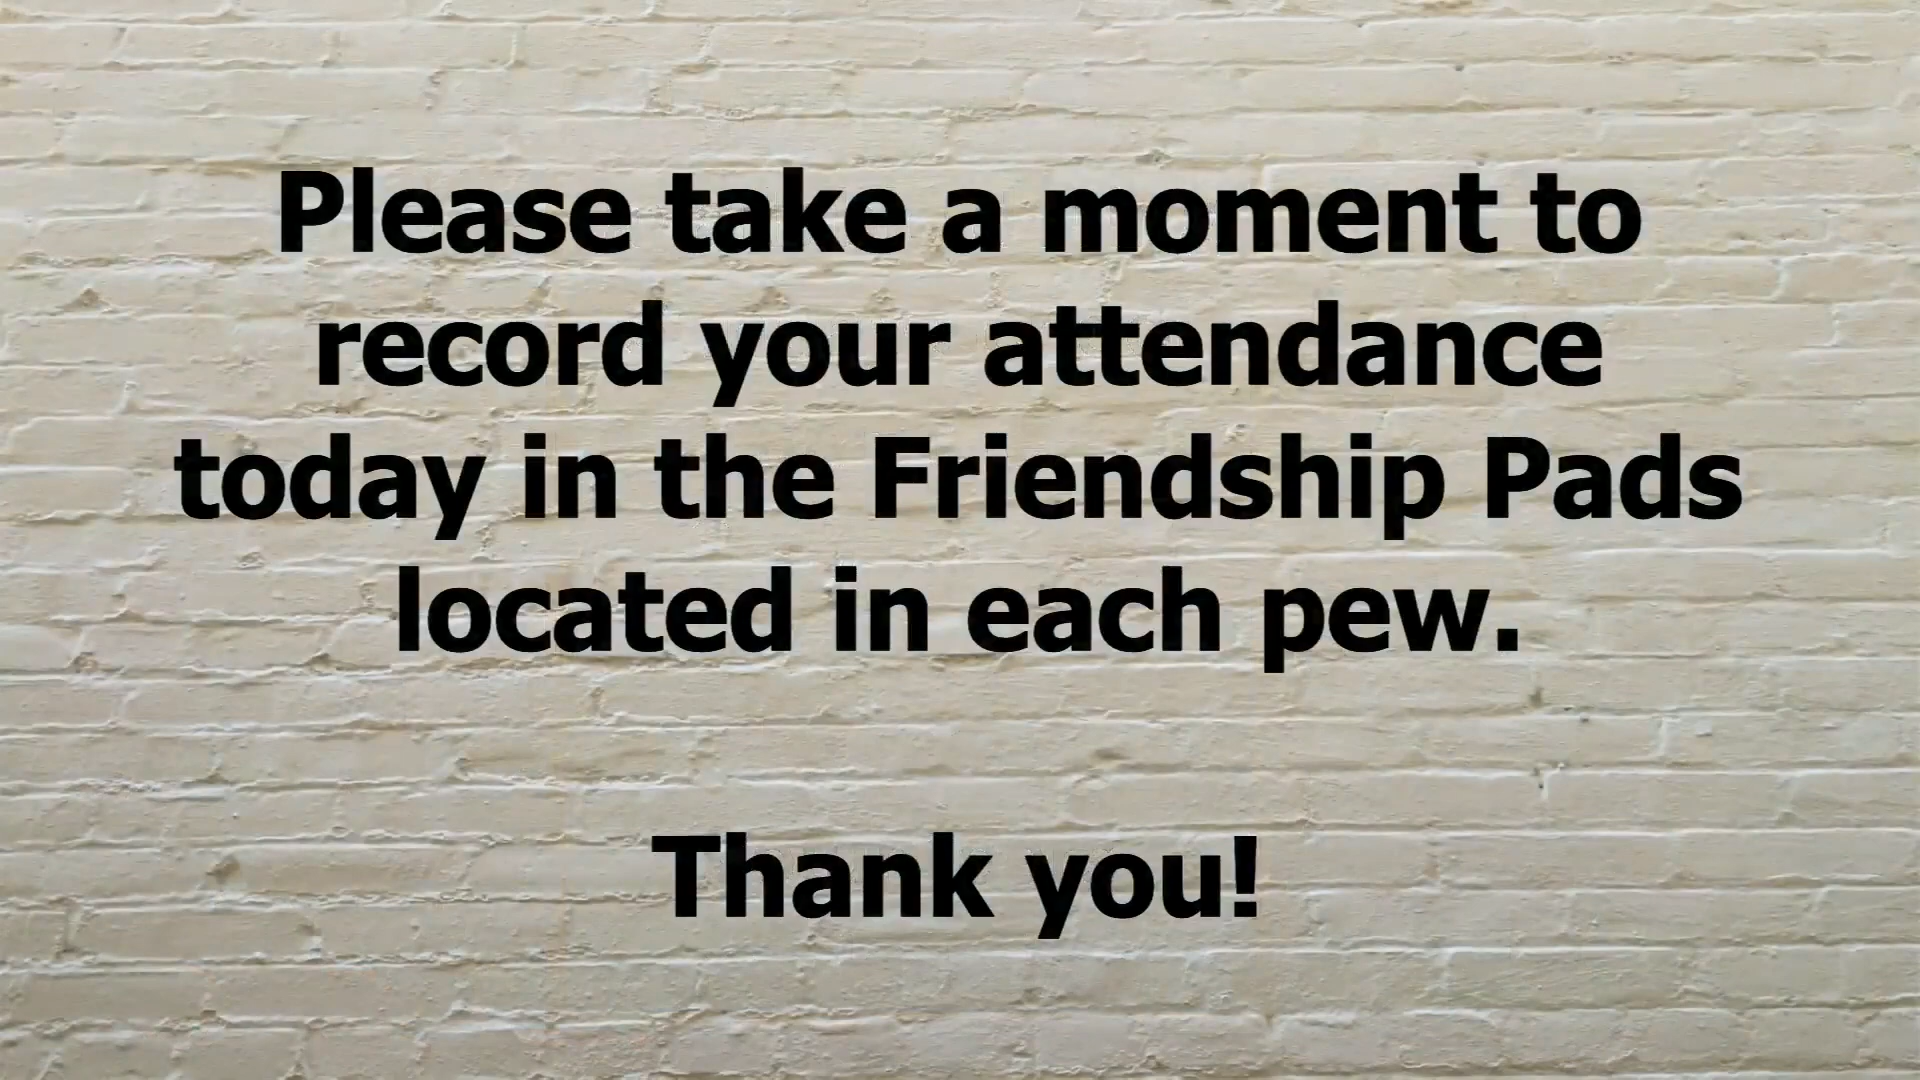 Please take a moment to
record your attendance
today in the Friendship Pads
located in each pew.
Thank you!